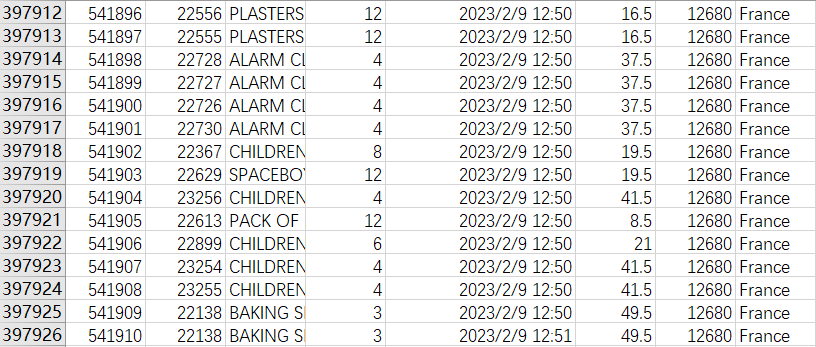 397912 541896 22556 PLASTERS 12 2023/2/9 12:50 16.5 12680 France
397913 541897 22555 PLASTERS 12 2023/2/9 12:50 16.5 12680 France
397914 541898 22728 ALARM CL 4 2023/2/9 12:50 37.5 12680 France
397915 541899 22727 ALARM CL 4 2023/2/9 12:50 37.5 12680 France
397916 541900 22726 ALARM CL 4 2023/2/9 12:50 37.5 12680 France
397917 541901 22730 ALARM CL 4 2023/2/9 12:50 37.5 12680 France
397918 541902 22367 CHILDREN 8 2023/2/9 12:50 19.5 12680 France
397919 541903 22629 SPACEBOY 12 2023/2/9 12:50 19.5 12680 France
397920 541904 23256 CHILDREN 4 2023/2/9 12:50 41.5 12680 France
397921 541905 22613 PACK OF 12 2023/2/9 12:50 8.5 12680 France
397922 541906 22899 CHILDREN 6 2023/2/9 12:50 21 12680 France
397923 541907 23254 CHILDREN 4 2023/2/9 12:50 41.5 12680 France
397924 541908 23255 CHILDREN 4 2023/2/9 12:50 41.5 12680 France
397925 541909 22138 BAKING S 3 2023/2/9 12:50 49.5 12680 France
397926 541910 22138 BAKING S 3 2023/2/9 12:51 49.5 12680 France